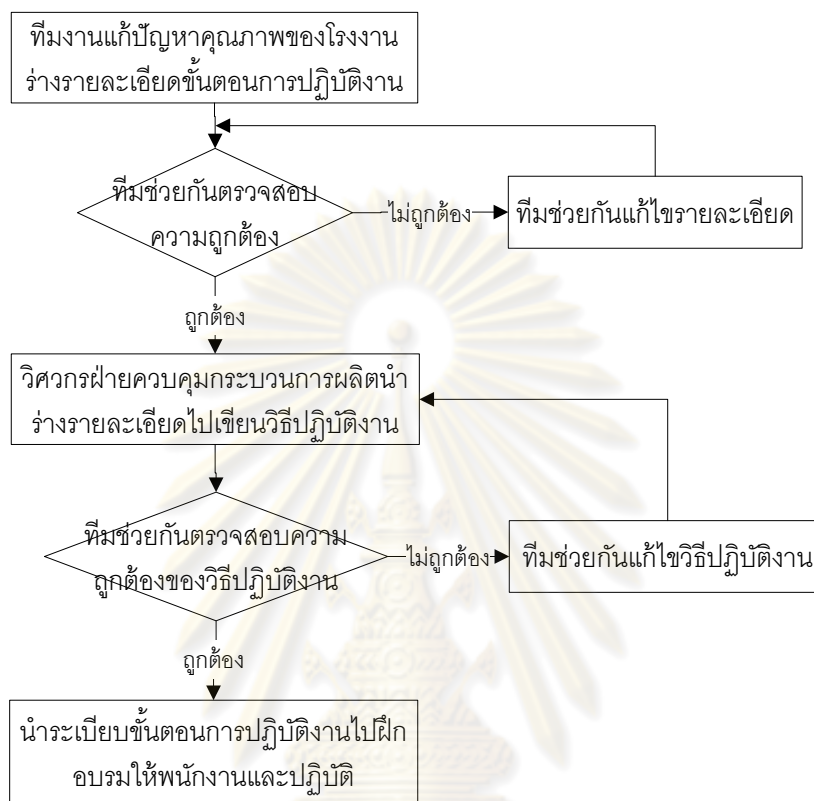 ทีมงานแก้ปัญหาคุณภาพของโรงงาน
ร่างรายละเอียดขั้นตอนการปฏิบัติงาน
ทีมช่วยกันตรวจสอบ
ความถูกต้อง
ไม่ถูกต้อง
ทีมช่วยกันแก้ไขรายละเอียด
ถูกต้อง
วิศวกรฝ่ายควบคุมกระบวนการผลิตนำ
ร่างรายละเอียดไปเขียนวิธีปฏิบัติงาน
ทีมช่วยกันตรวจสอบความ
ถูกต้องของวิธีปฏิบัติงาน
ไม่ถูกต้อง
ทีมช่วยกันแก้ไขวิธีปฏิบัติงาน
ถูกต้อง
นำระเบียบขั้นตอนการปฏิบัติงานไปฝึก
อบรมให้พนักงานและปฏิบัติ